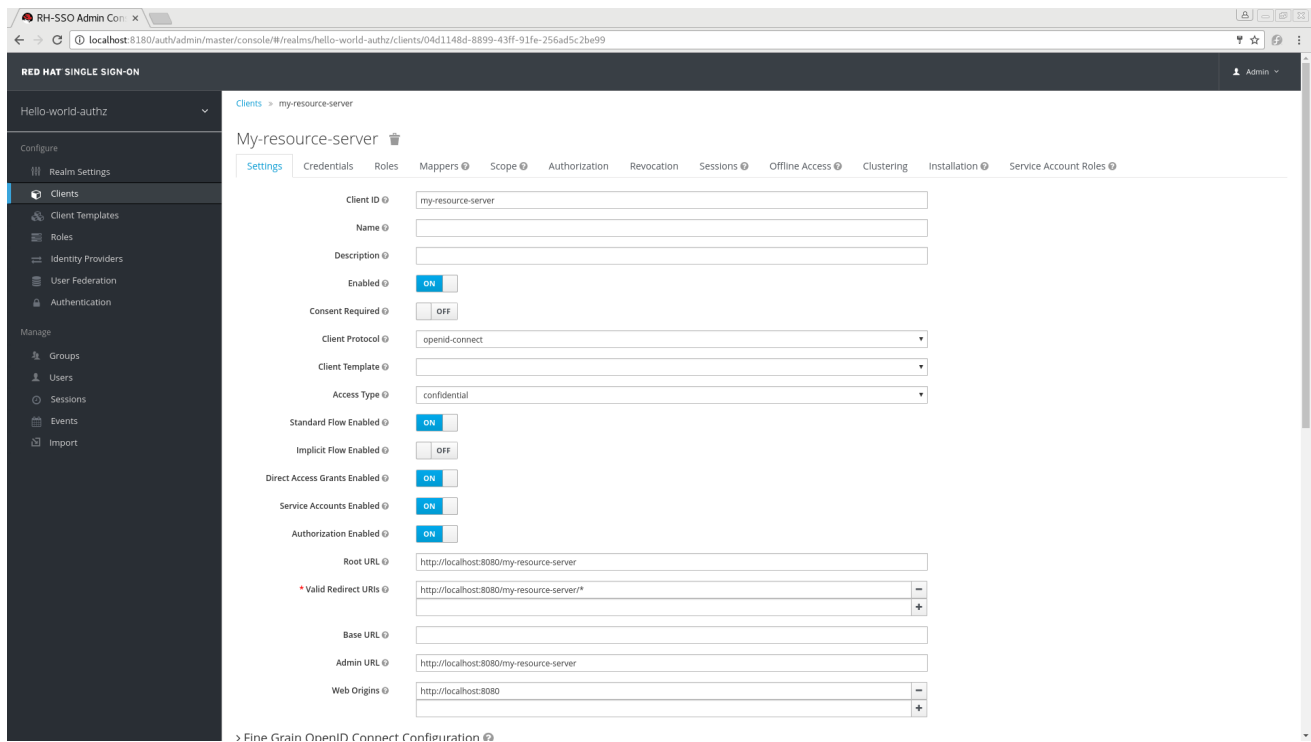 RH-SSO Admin Con
localhost:8180/auth/admin/master/console/#/realms/hello-world-authz/clients/04d1148d-8899-43ff-91fe-256ad5c2be99
RED HAT SINGLE SIGN-ON
Admin
Hello-world-authz
Configure
Realm Settings
Clients
Client Templates
Roles
Identity Providers
User Federation
Authentication
Manage
Groups
Users
Sessions
Events
Import
Clients » my-resource-server
My-resource-server
Settings Credentials Roles Mappers Scope Authorization Revocation Sessions Offline Access Clustering Installation Service Account Roles
Client ID my-resource-server
Name
Description
Enabled ON
Consent Required OFF
Client Protocol openid-connect
Client Template
Access Type confidential
Standard Flow Enabled ON
Implicit Flow Enabled OFF
Direct Access Grants Enabled ON
Service Accounts Enabled ON
Authorization Enabled ON
Root URL http://localhost:8080/my-resource-server
* Valid Redirect URIs http://localhost:8080/my-resource-server/*
Base URL
Admin URL http://localhost:8080/my-resource-server
Web Origins http://localhost:8080
Fine Grain OpenID Connect Configuration